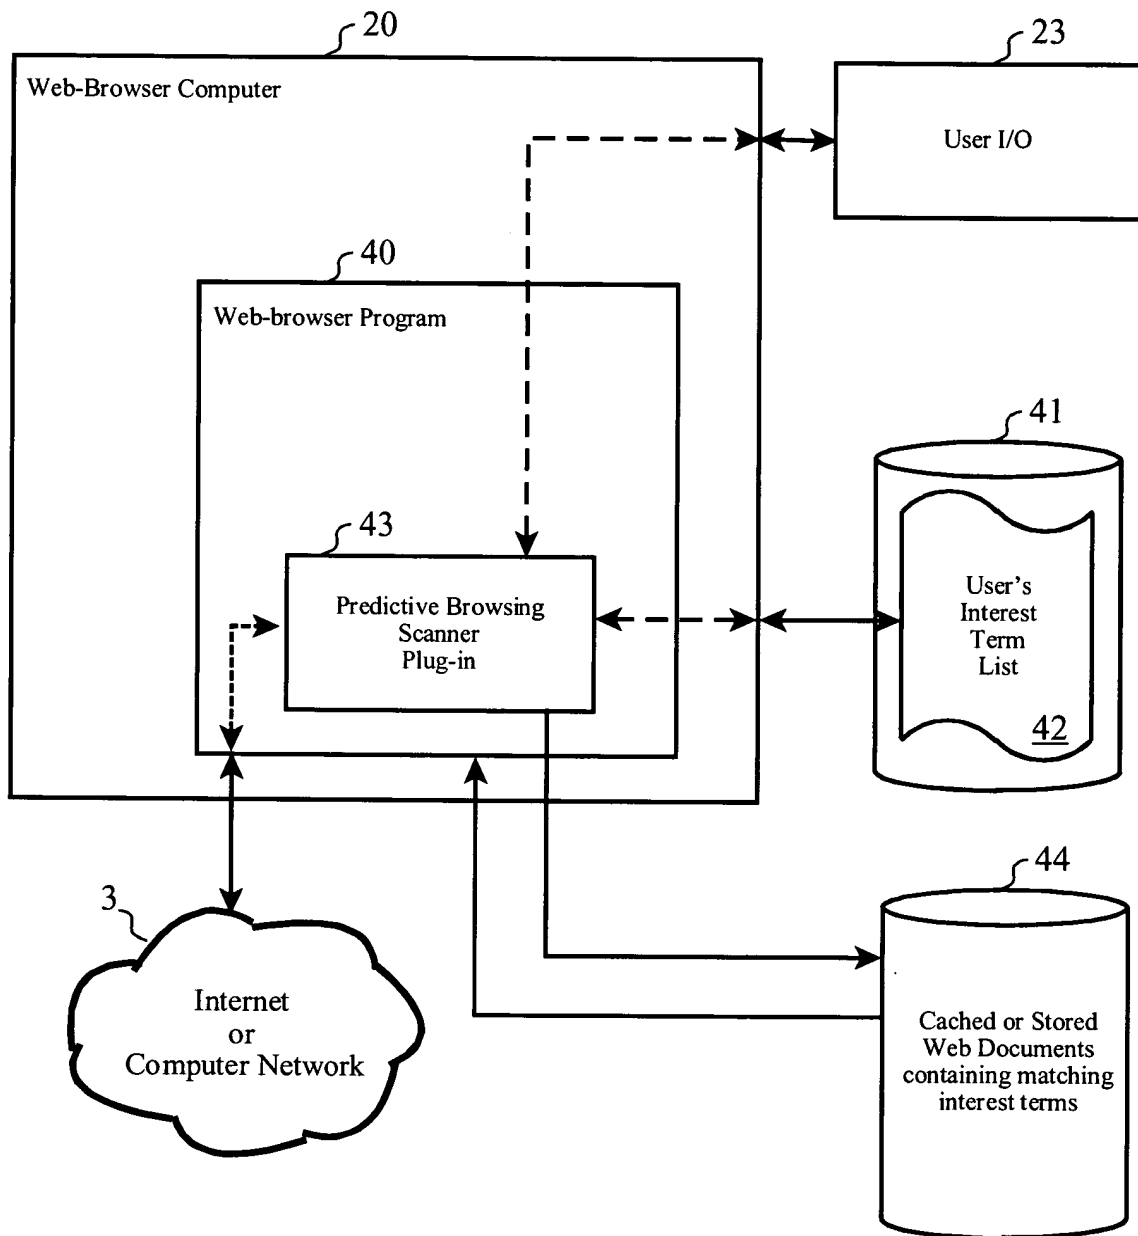 20
23
Web-Browser Computer
User I/O
40
Web-browser Program
41
43
Predictive Browsing
Scanner
Plug-in
User's
Interest
Term
List
42
44
3
Internet
or
Computer Network
Cached or Stored
Web Documents
containing matching
interest terms